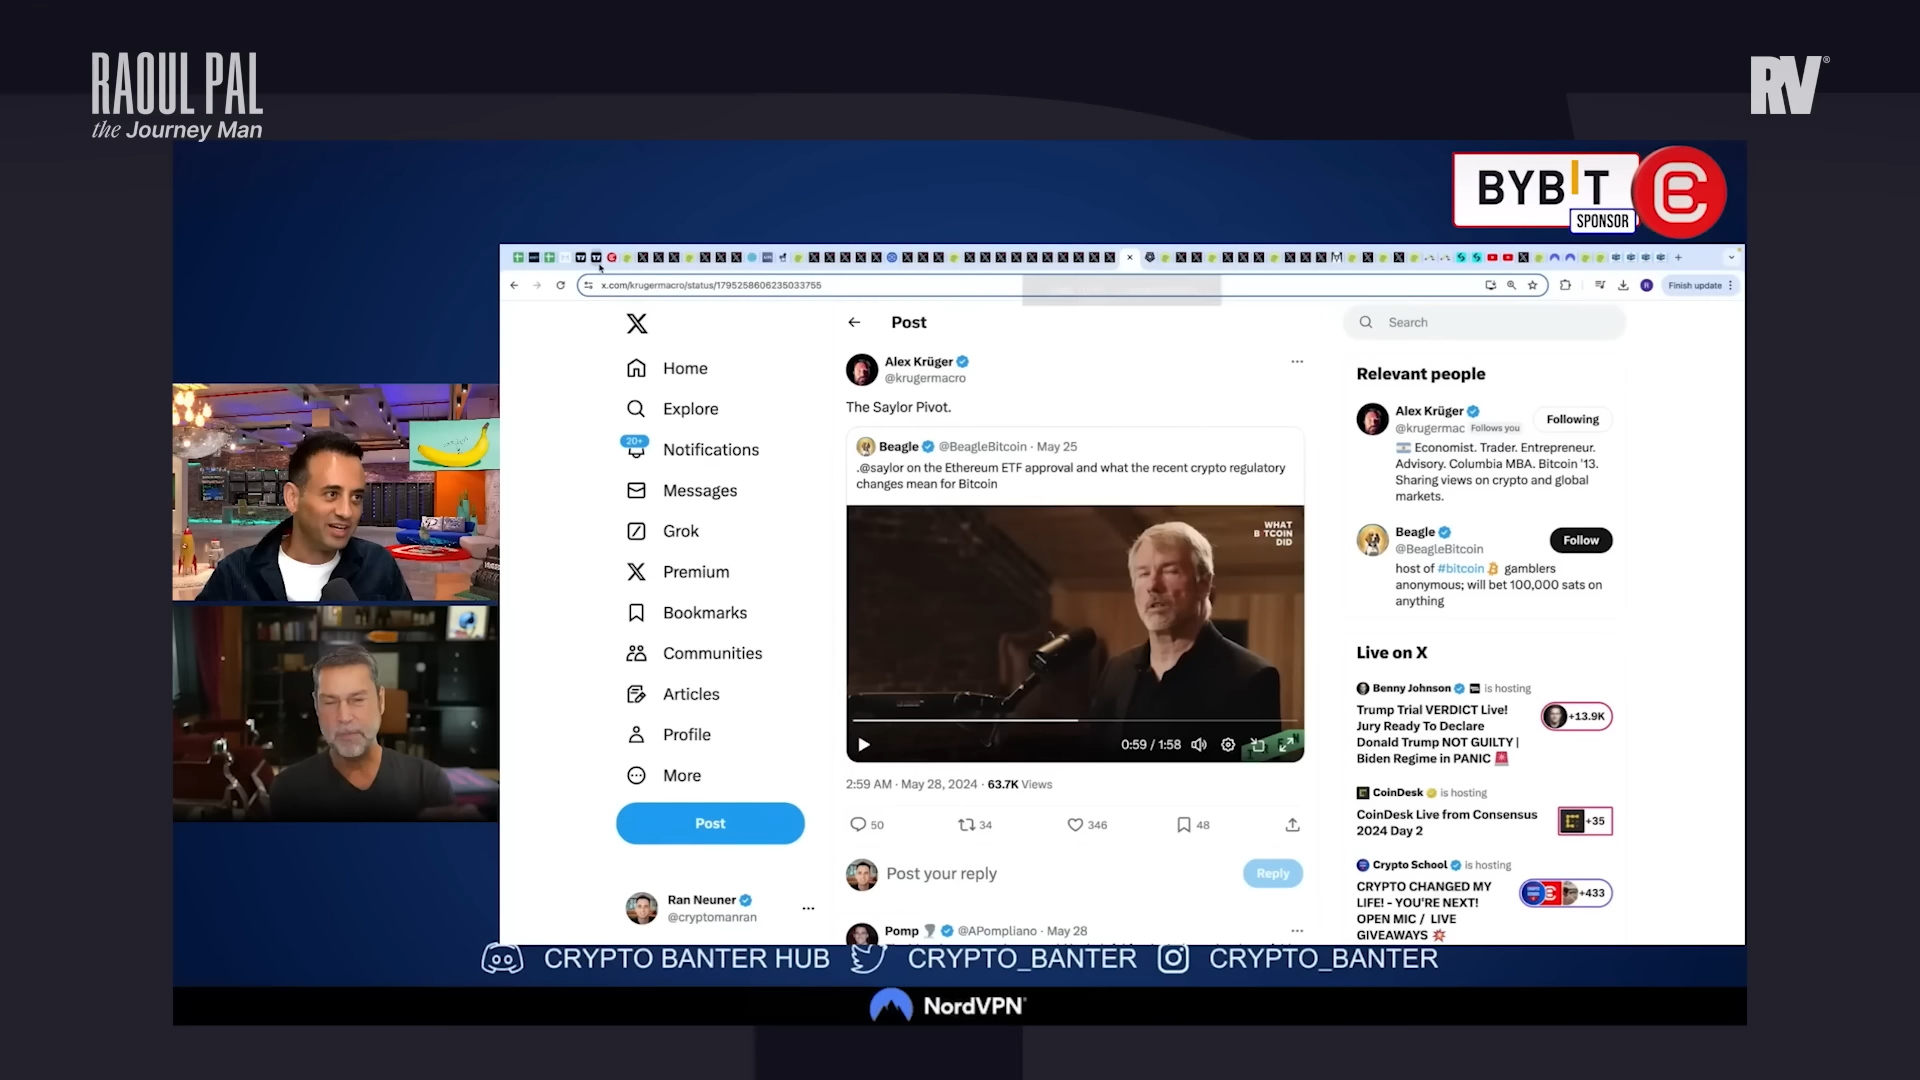 RAOUL PAL
the Journey Man
RV®
BYBIT
SPONSOR
x.com/krugermacro/status/1795258606235033755
Finish update
Home
Explore
20+
Notifications
Messages
Grok
Premium
Bookmarks
Communities
Articles
Profile
More
Post
Ran Neuner
@cryptomanran
Post
Alex Krüger
@krugermacro
The Saylor Pivot.
Beagle @BeagleBitcoin · May 25
.@saylor on the Ethereum ETF approval and what the recent crypto regulatory
changes mean for Bitcoin
WHAT
B TCOIN
DID
0:59 / 1:58
2:59 AM · May 28, 2024 · 63.7K Views
50
34
346
48
Post your reply
Reply
Pomp @APompliano · May 28
Search
Relevant people
Alex Krüger
@krugermac Follows you
Following
Economist. Trader. Entrepreneur.
Advisory. Columbia MBA. Bitcoin '13.
Sharing views on crypto and global
markets.
Beagle
@BeagleBitcoin
Follow
host of #bitcoin gamblers
anonymous; will bet 100,000 sats on
anything
Live on X
Benny Johnson is hosting
Trump Trial VERDICT Live!
Jury Ready To Declare
Donald Trump NOT GUILTY |
Biden Regime in PANIC
+13.9K
CoinDesk is hosting
CoinDesk Live from Consensus
2024 Day 2
+35
Crypto School is hosting
CRYPTO CHANGED MY
LIFE! - YOU'RE NEXT!
OPEN MIC / LIVE
GIVEAWAYS
+433
CRYPTO BANTER HUB
CRYPTO_BANTER
CRYPTO_BANTER
NordVPN®